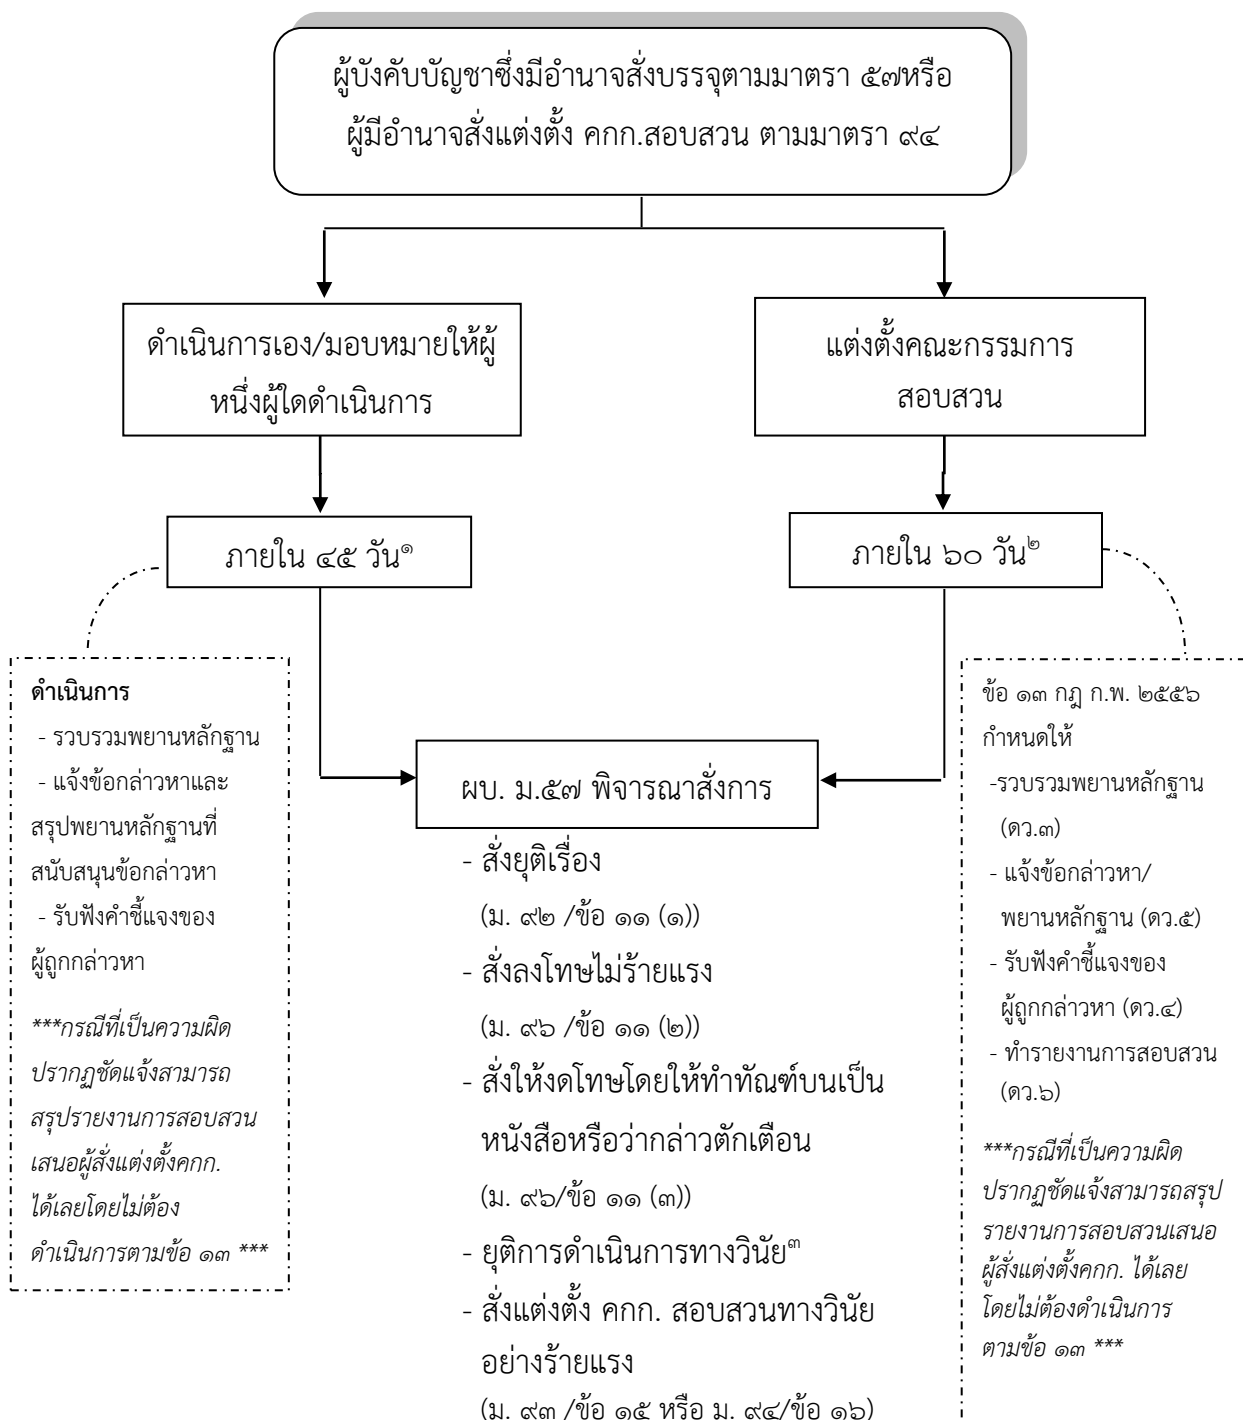 ผู้บังคับบัญชาซึ่งมีอำนาจสั่งบรรจุตามมาตรา ๕๗หรือ
ผู้มีอำนาจสั่งแต่งตั้ง คกก.สอบสวน ตามมาตรา ๙๔
ดำเนินการเอง/มอบหมายให้ผู้
หนึ่งผู้ใดดำเนินการ
แต่งตั้งคณะกรรมการ
สอบสวน
ภายใน ๔๕ วัน๑
ภายใน ๖๐ วัน๒
ดำเนินการ
- รวบรวมพยานหลักฐาน
- แจ้งข้อกล่าวหาและ
สรุปพยานหลักฐานที่
สนับสนุนข้อกล่าวหา
- รับฟังคำชี้แจงของ
ผู้ถูกกล่าวหา
***กรณีที่เป็นความผิด
ปรากฏชัดแจ้งสามารถ
สรุปรายงานการสอบสวน
เสนอผู้สั่งแต่งตั้งคกก.
ได้เลยโดยไม่ต้อง
ดำเนินการตามข้อ ๑๓ ***
ผบ. ม.๕๗ พิจารณาสั่งการ
- สั่งยุติเรื่อง
(ม. ๙๒ /ข้อ ๑๑ (๑))
- สั่งลงโทษไม่ร้ายแรง
(ม. ๙๖ /ข้อ ๑๑ (๒))
- สั่งให้งดโทษโดยให้ทำทัณฑ์บนเป็น
หนังสือหรือว่ากล่าวตักเตือน
(ม. ๙๖/ข้อ ๑๑ (๓))
- ยุติการดำเนินการทางวินัย๓
- สั่งแต่งตั้ง คกก. สอบสวนทางวินัย
อย่างร้ายแรง
(ม. ๙๓ /ข้อ ๑๕ หรือ ม. ๙๔/ข้อ ๑๖)
ข้อ ๑๓ กฎ ก.พ. ๒๕๕๖
กำหนดให้
-รวบรวมพยานหลักฐาน
(ดว.๓)
- แจ้งข้อกล่าวหา/
พยานหลักฐาน (ดว.๕)
- รับฟังคำชี้แจงของ
ผู้ถูกกล่าวหา (ดว.๔)
- ทำรายงานการสอบสวน
(ดว.๖)
***กรณีที่เป็นความผิด
ปรากฏชัดแจ้งสามารถสรุป
รายงานการสอบสวนเสนอ
ผู้สั่งแต่งตั้งคกก. ได้เลย
โดยไม่ต้องดำเนินการ
ตามข้อ ๑๓ ***